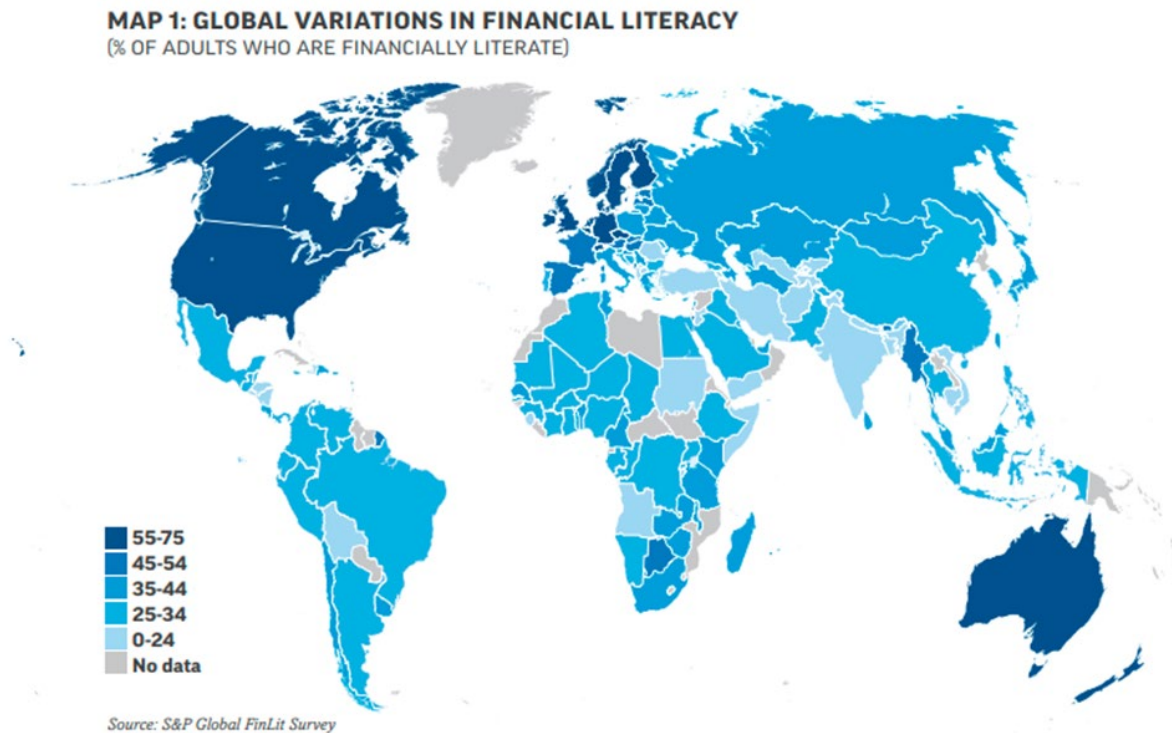 MAP 1: GLOBAL VARIATIONS IN FINANCIAL LITERACY
(% OF ADULTS WHO ARE FINANCIALLY LITERATE)
55-75
45-54
35-44
25-34
0-24
No data
Source: S&P Global FinLit Survey